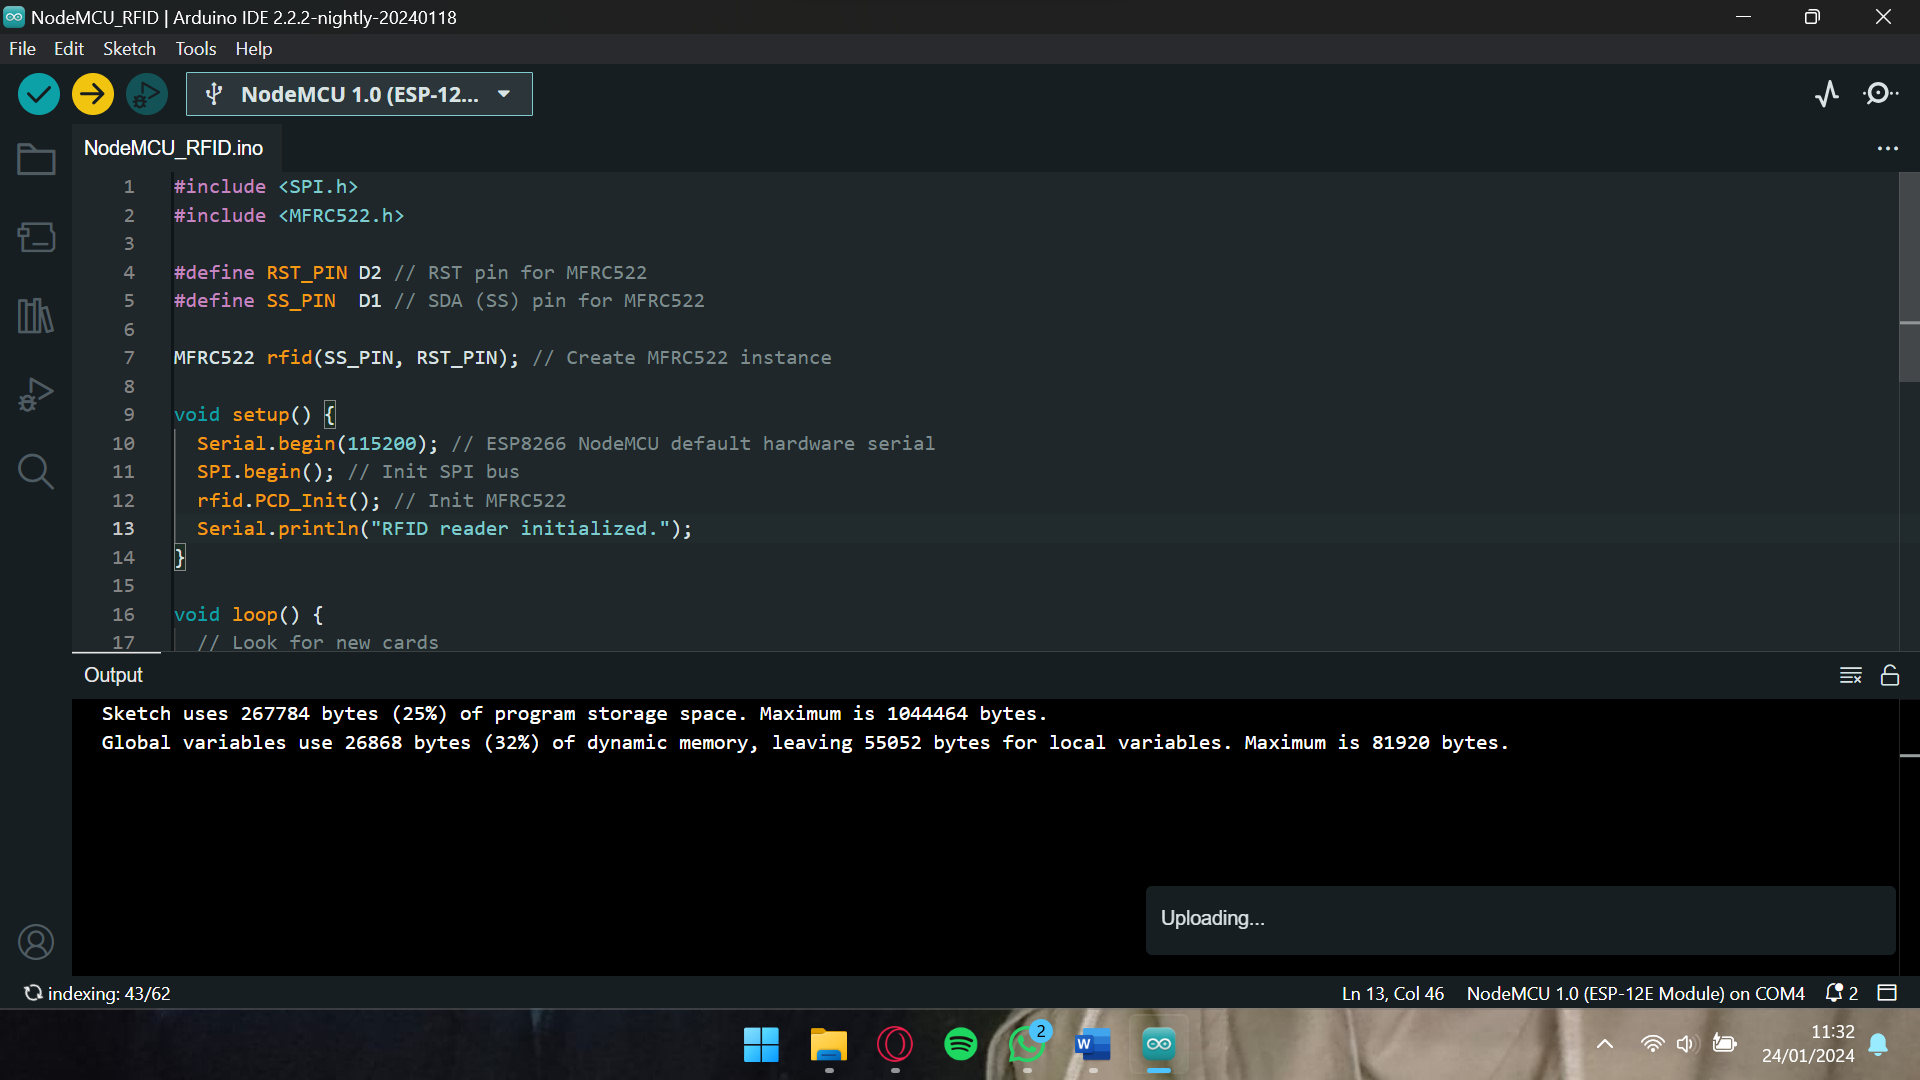 NodeMCU_RFID | Arduino IDE 2.2.2-nightly-20240118
File Edit Sketch Tools Help
NodeMCU 1.0 (ESP-12...
NodeMCU_RFID.ino
1 #include <SPI.h>
2 #include <MFRC522.h>
3
4 #define RST_PIN D2 // RST pin for MFRC522
5 #define SS_PIN  D1 // SDA (SS) pin for MFRC522
6
7 MFRC522 rfid(SS_PIN, RST_PIN); // Create MFRC522 instance
8
9 void setup() {
10   Serial.begin(115200); // ESP8266 NodeMCU default hardware serial
11   SPI.begin(); // Init SPI bus
12   rfid.PCD_Init(); // Init MFRC522
13   Serial.println("RFID reader initialized.");
14 }
15
16 void loop() {
17   // Look for new cards
Output
Sketch uses 267784 bytes (25%) of program storage space. Maximum is 1044464 bytes.
Global variables use 26868 bytes (32%) of dynamic memory, leaving 55052 bytes for local variables. Maximum is 81920 bytes.
Uploading...
indexing: 43/62 Ln 13, Col 46 NodeMCU 1.0 (ESP-12E Module) on COM4 2
2
W
11:32
24/01/2024